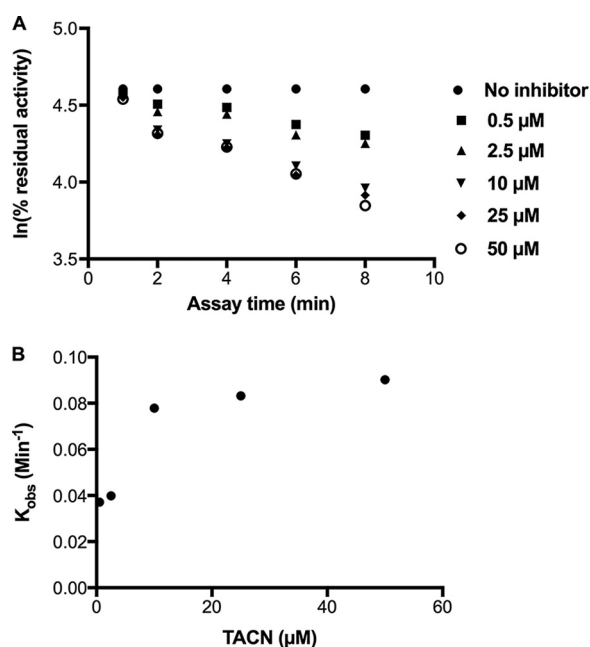 A
5.0
4.5
4.0
3.5
ln(% residual activity)
0 2 4 6 8 10
Assay time (min)
No inhibitor
0.5 µM
2.5 µM
10 µM
25 µM
50 µM
B
0.10
0.08
0.06
0.04
0.02
0.00
Kobs (Min-1)
0 20 40 60
TACN (µM)